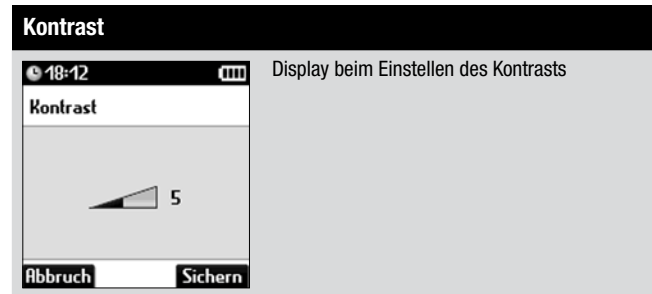 Kontrast
18:12
Display beim Einstellen des Kontrasts
Kontrast
5
Abbruch Sichern